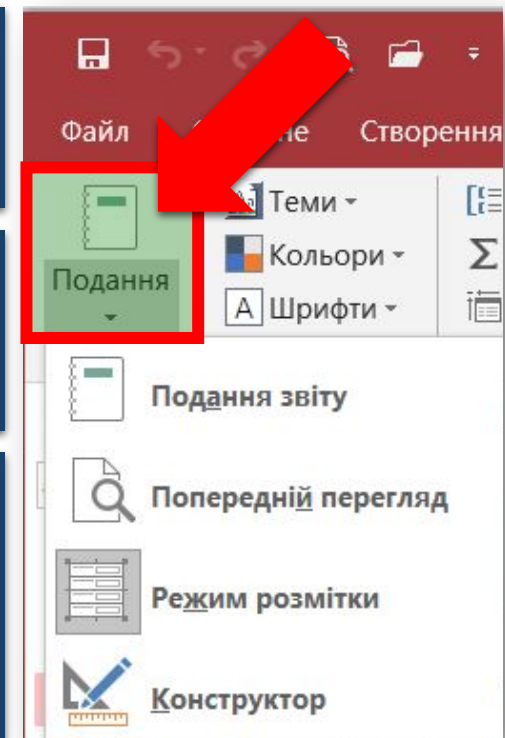 Файл
Створення
Теми
Подання
Кольори
A Шрифти
Подання звіту
Попередній перегляд
Режим розмітки
Конструктор